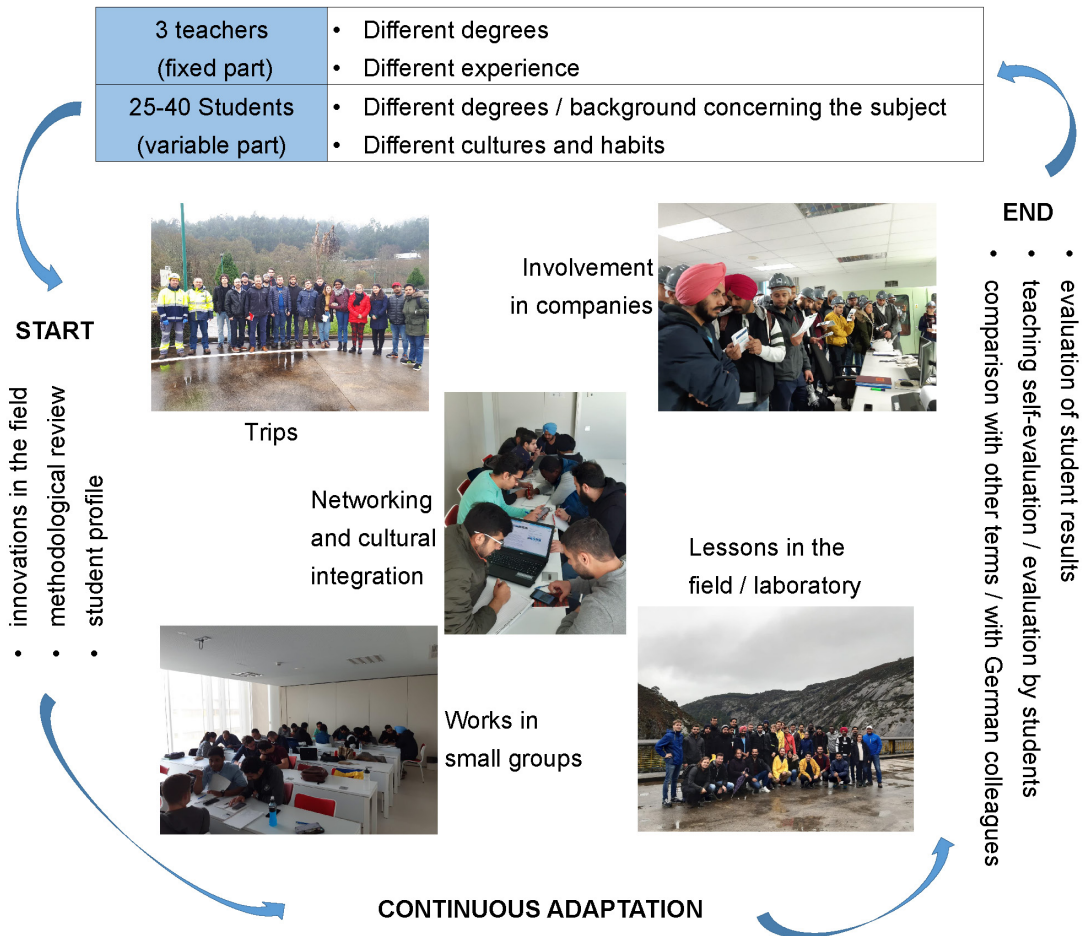 3 teachers
(fixed part)
• Different degrees
• Different experience
25-40 Students
(variable part)
• Different degrees / background concerning the subject
• Different cultures and habits
START
• innovations in the field
• methodological review
• student profile
Trips
Involvement
in companies
Networking
and cultural
integration
Lessons in the
field / laboratory
Works in
small groups
CONTINUOUS ADAPTATION
END
• evaluation of student results
• teaching self-evaluation / evaluation by students
• comparison with other terms / with German colleagues